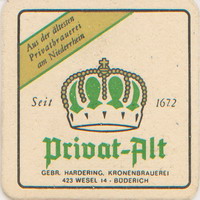 Aus der ältesten
Privatbrauerei
am Niederrhein
Seit 1672
Privat-Alt
GEBR. HARDERING, KRONENBRAUEREI
423 WESEL 14 - BÜDERICH